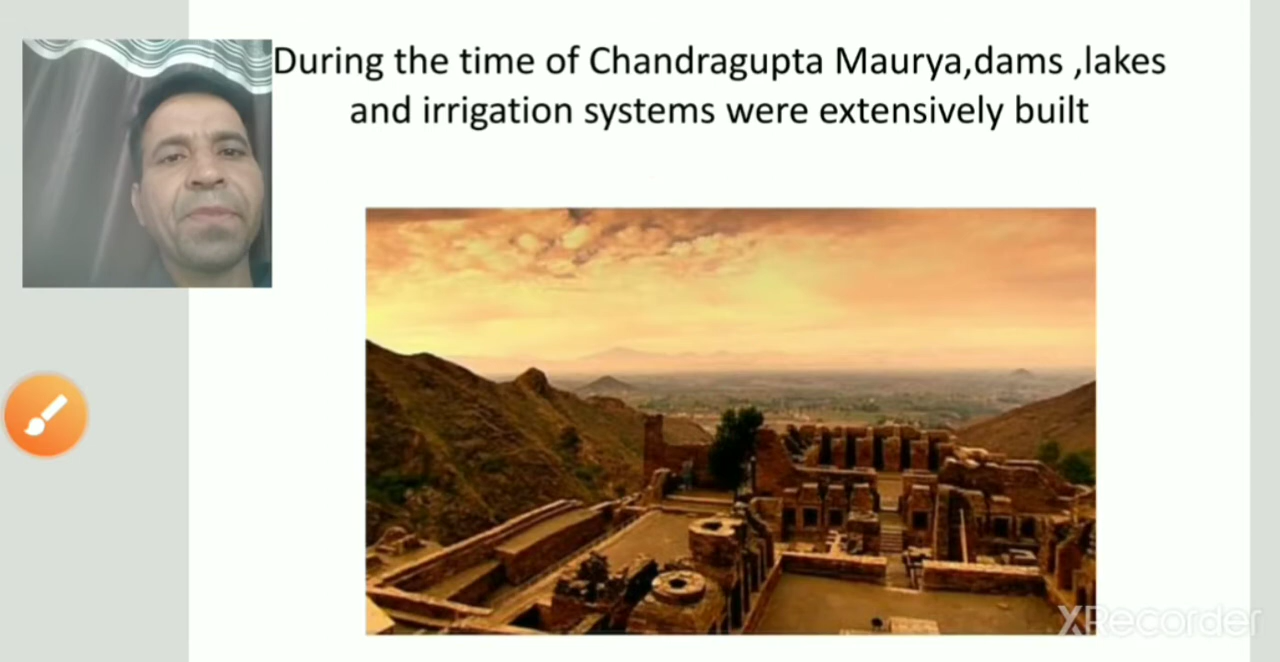 During the time of Chandragupta Maurya,dams ,lakes
and irrigation systems were extensively built
XRecorder